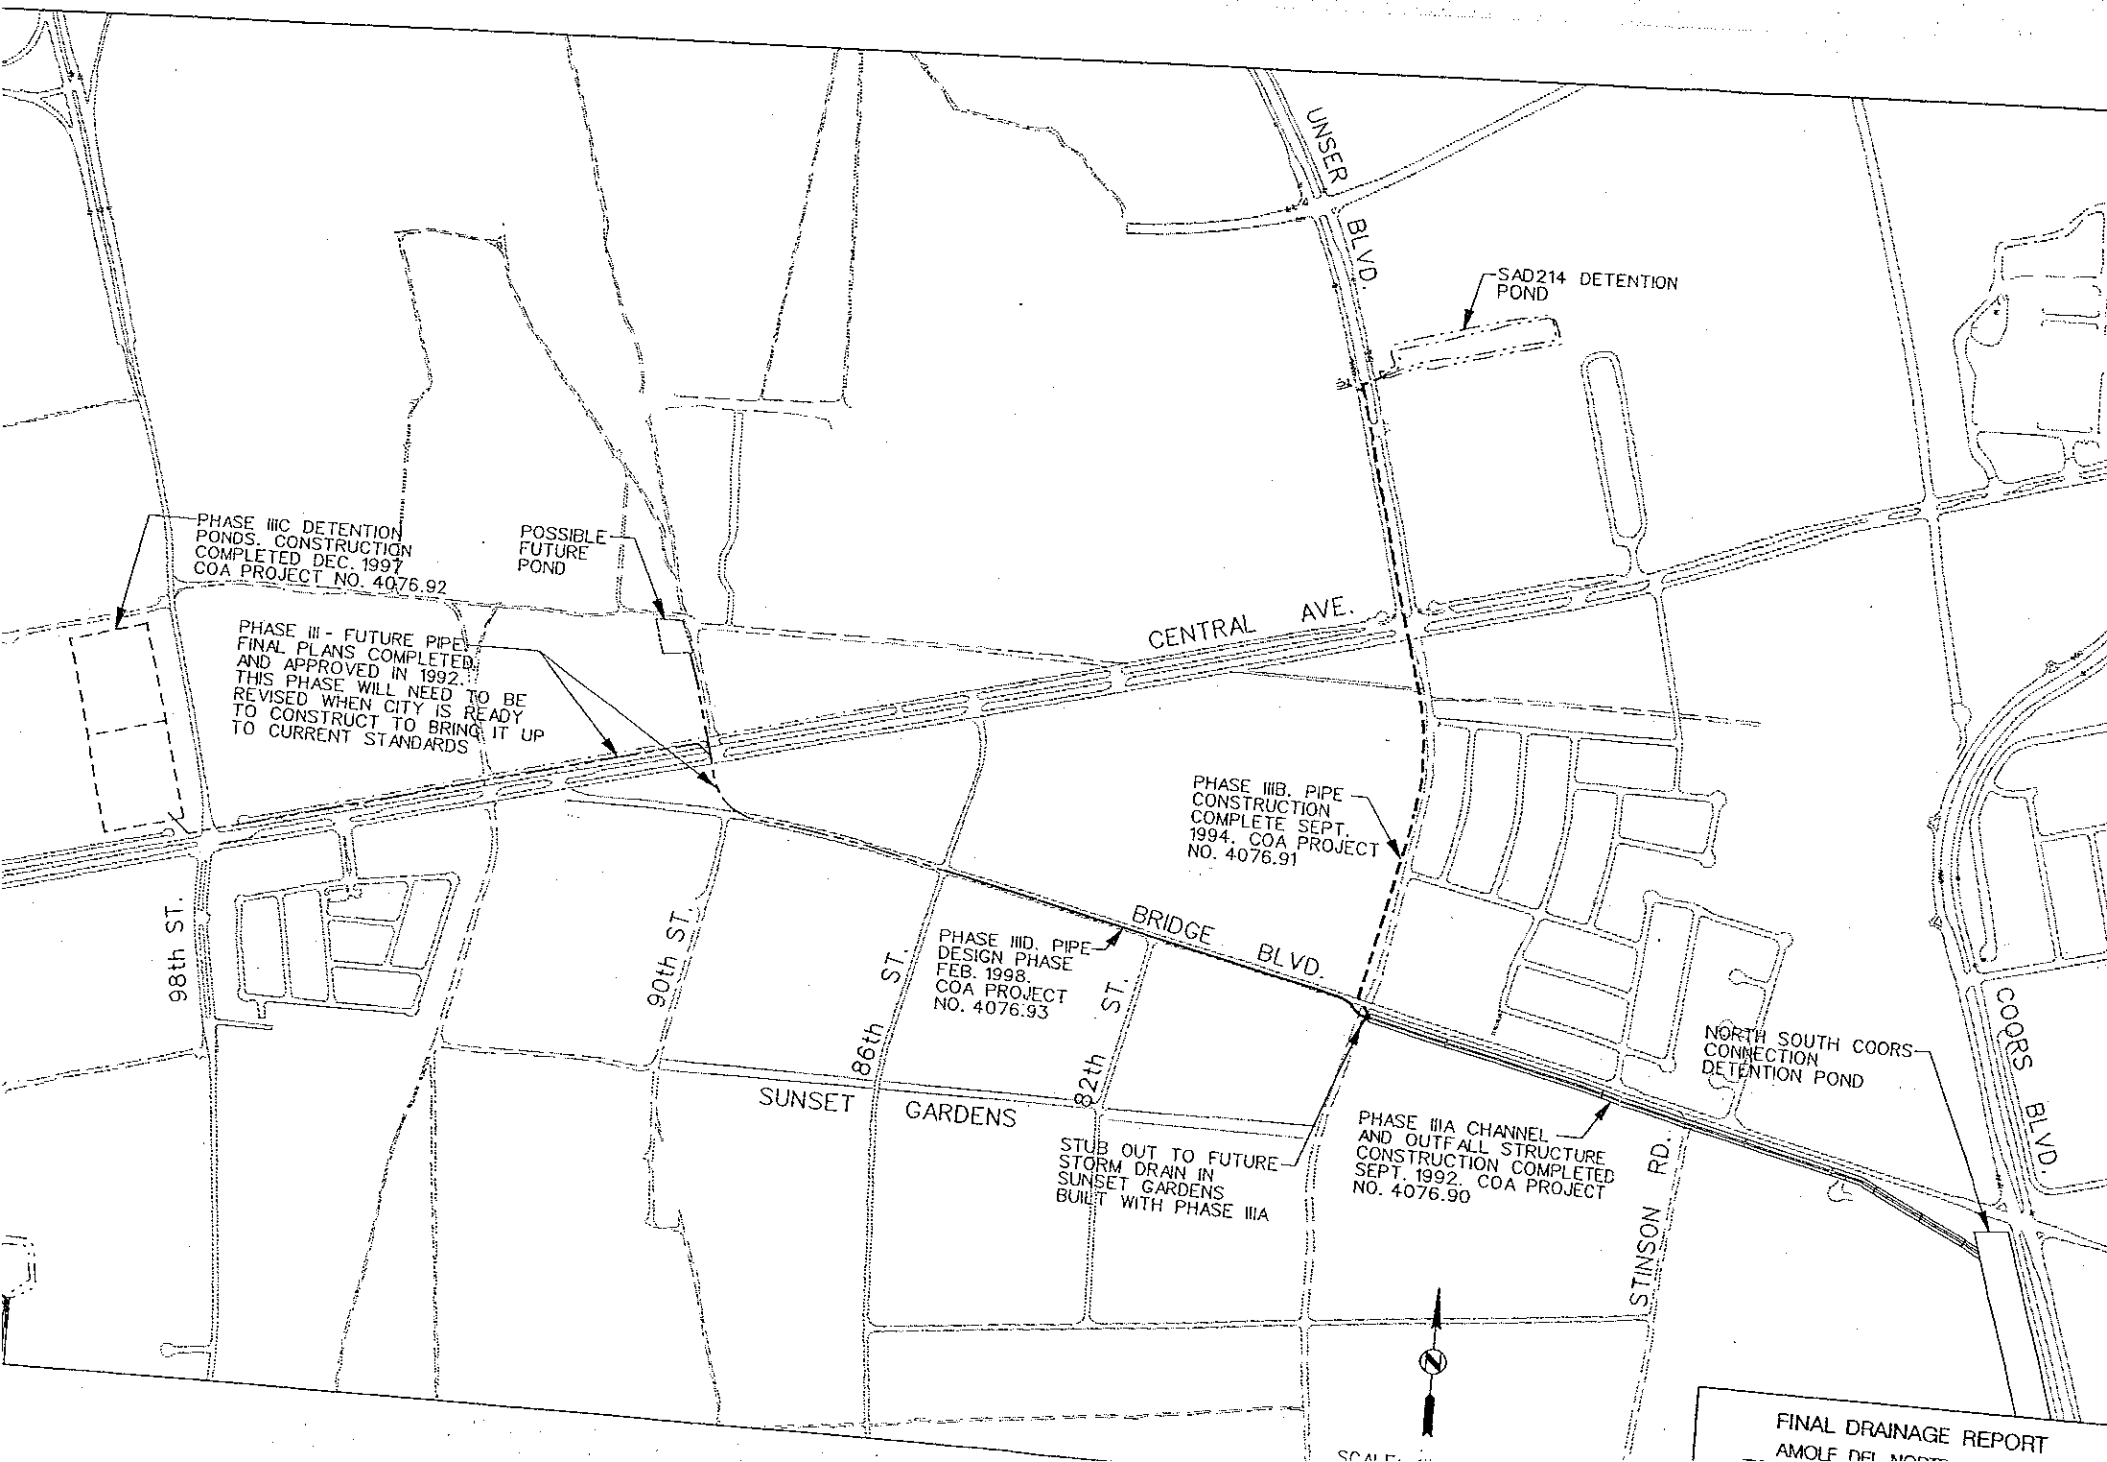 UNSER
BLVD.
SAD214 DETENTION
POND
PHASE IIIC DETENTION
PONDS. CONSTRUCTION
COMPLETED DEC. 1997
COA PROJECT NO. 4076.92
POSSIBLE
FUTURE
POND
PHASE III - FUTURE PIPE
FINAL PLANS COMPLETED
AND APPROVED IN 1992.
THIS PHASE WILL NEED TO BE
REVISED WHEN CITY IS READY
TO CONSTRUCT TO BRING IT UP
TO CURRENT STANDARDS
CENTRAL AVE.
PHASE IIIB. PIPE
CONSTRUCTION
COMPLETE SEPT.
1994. COA PROJECT
NO. 4076.91
98th ST.
90th ST.
86th ST.
82th ST.
PHASE IIID. PIPE
DESIGN PHASE
FEB. 1998.
COA PROJECT
NO. 4076.93
BRIDGE BLVD.
SUNSET GARDENS
STUB OUT TO FUTURE
STORM DRAIN IN
SUNSET GARDENS
BUILT WITH PHASE IIIA
PHASE IIIA CHANNEL
AND OUTFALL STRUCTURE
CONSTRUCTION COMPLETED
SEPT. 1992. COA PROJECT
NO. 4076.90
NORTH SOUTH COORS
CONNECTION
DETENTION POND
COORS BLVD.
STINSON RD.
N
FINAL DRAINAGE REPORT
AMOLE DEL